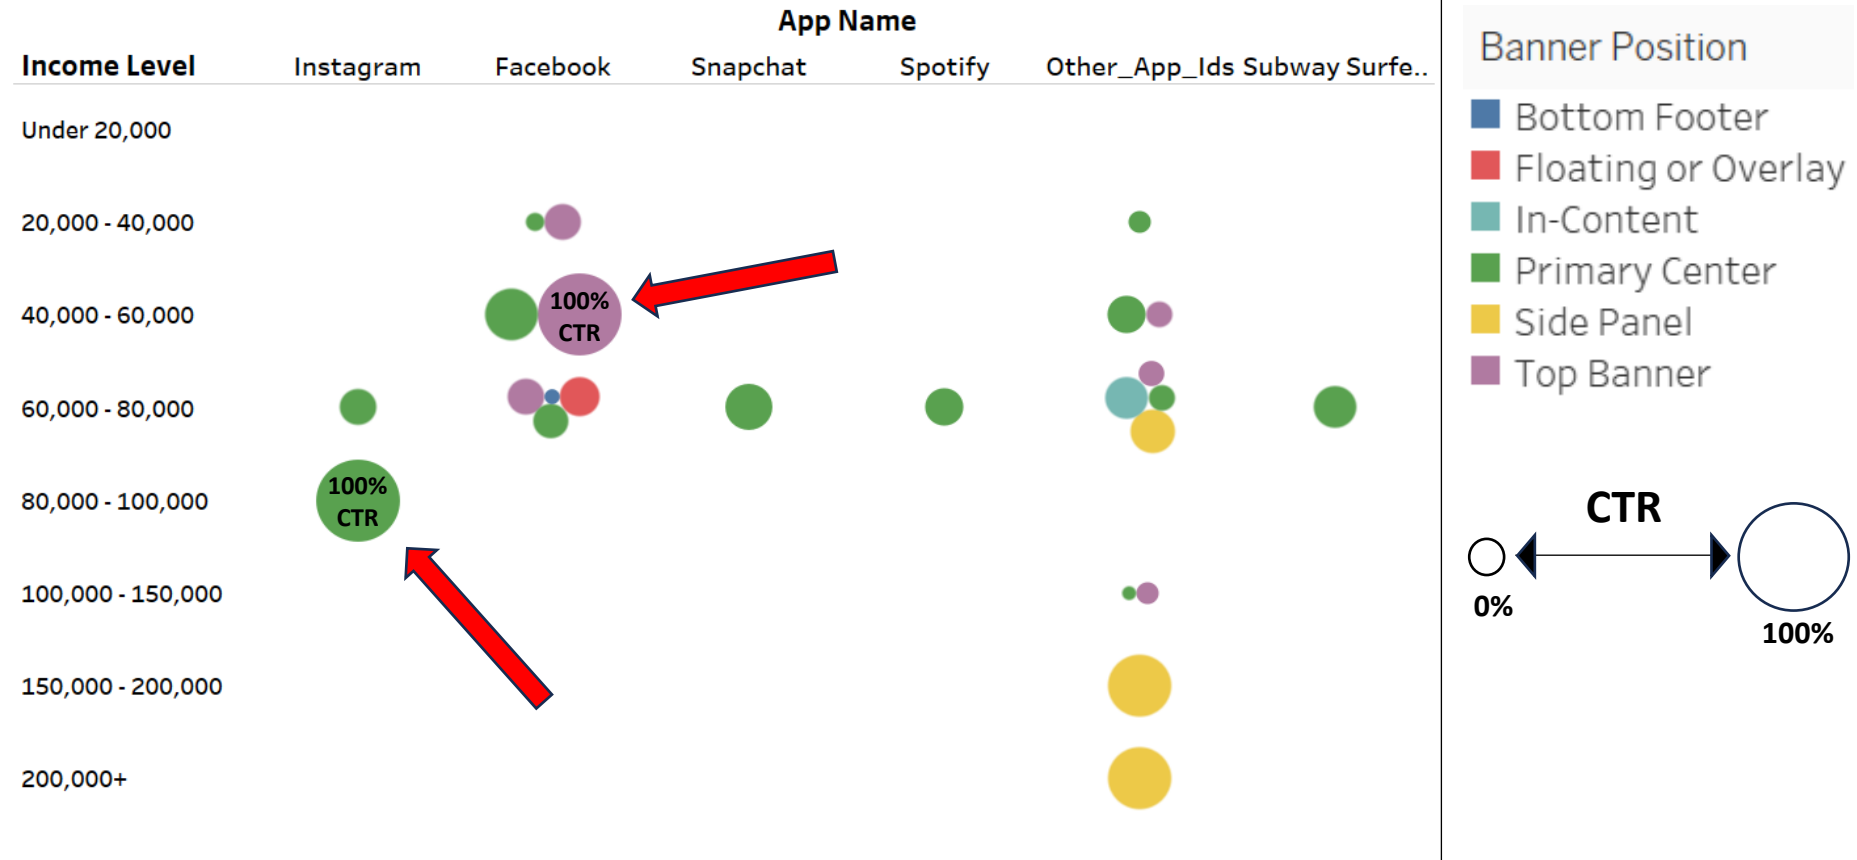 App Name
Income Level Instagram Facebook Snapchat Spotify Other_App_Ids Subway Surfe..
Under 20,000
20,000 - 40,000
40,000 - 60,000
100%
CTR
60,000 - 80,000
80,000 - 100,000
100%
CTR
100,000 - 150,000
150,000 - 200,000
200,000+
Banner Position
Bottom Footer
Floating or Overlay
In-Content
Primary Center
Side Panel
Top Banner
CTR
0%
100%